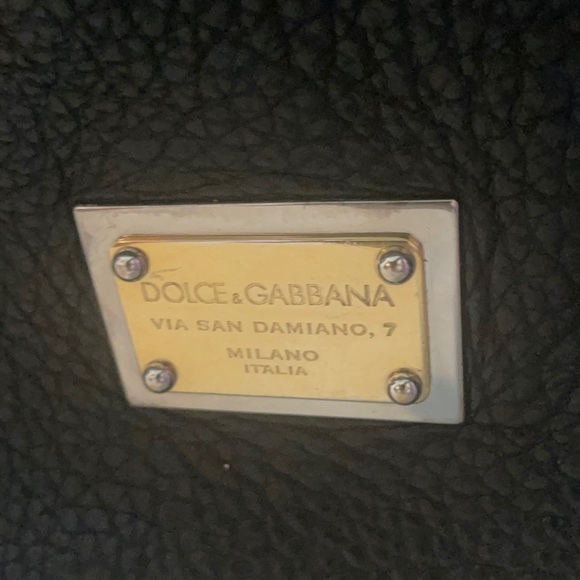 DOLCE & GABBANA
VIA SAN DAMIANO, 7
MILANO
ITALIA